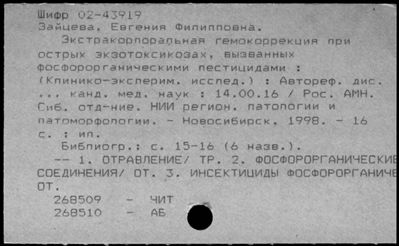 Шифр 02-43919
Зайцева, Евгения Филипповна.
Экстракорпоральная гемокоррекция при
острых экзотоксикозах, вызванных
фосфорорганическими пестицидами :
(Клинико-эксперим. исслед.) : Автореф. дис.
... канд. мед. наук : 14.00.16 / Рос. АМН.
Сиб. отд-ние. НИИ регион. патологии и
патоморфологии. - Новосибирск, 1998. - 16
с. : ил.
Библиогр.: с. 15-16 (6 назв.).
-- 1. ОТРАВЛЕНИЕ/ ТР. 2. ФОСФОРОРГАНИЧЕСКИЕ
СОЕДИНЕНИЯ/ ОТ. 3. ИНСЕКТИЦИДЫ ФОСФОРОРГАНИЧЕ
ОТ.
268509 - ЧИТ
268510 - АБ